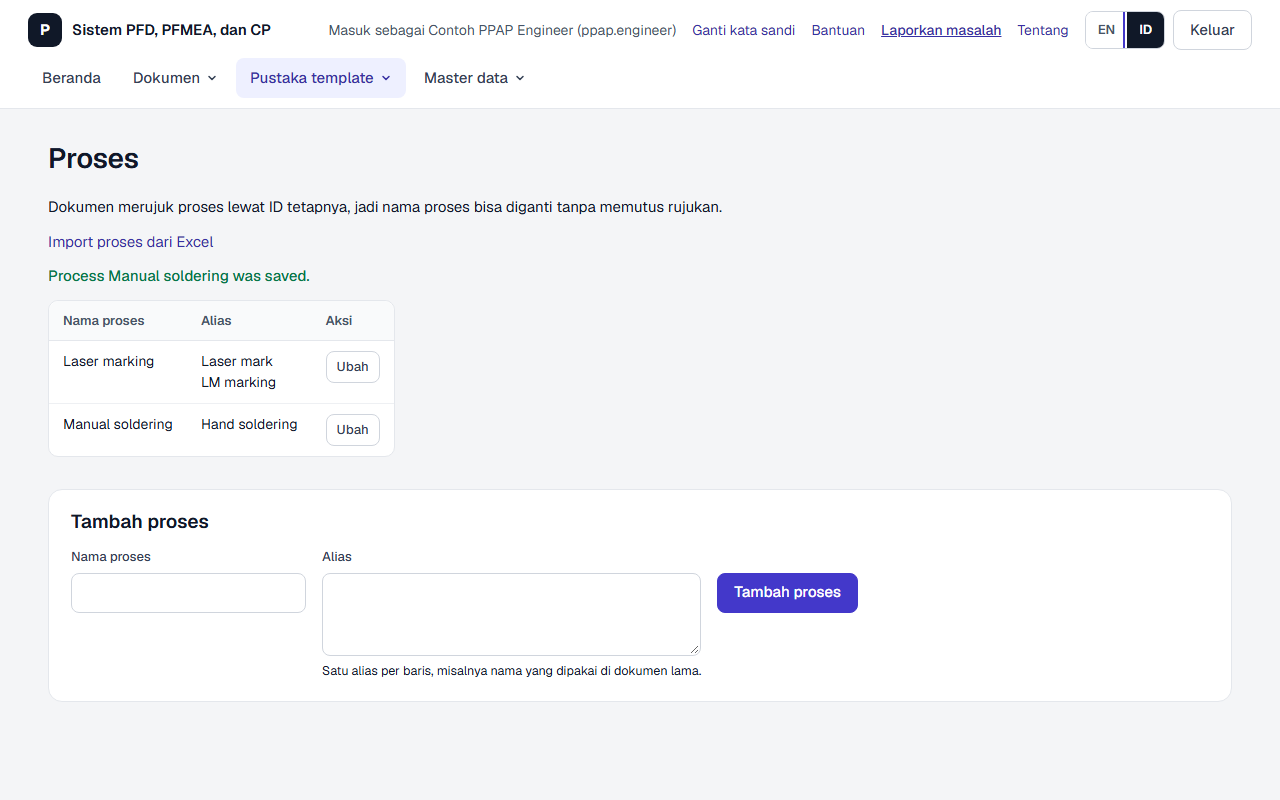 P Sistem PFD, PFMEA, dan CP Masuk sebagai Contoh PPAP Engineer (ppap.engineer) Ganti kata sandi Bantuan Laporkan masalah Tentang EN ID Keluar
Beranda Dokumen Pustaka template Master data
Proses
Dokumen merujuk proses lewat ID tetapnya, jadi nama proses bisa diganti tanpa memutus rujukan.
Import proses dari Excel
Process Manual soldering was saved.
Nama proses Alias Aksi
Laser marking Laser mark Ubah
LM marking
Manual soldering Hand soldering Ubah
Tambah proses
Nama proses Alias
Tambah proses
Satu alias per baris, misalnya nama yang dipakai di dokumen lama.